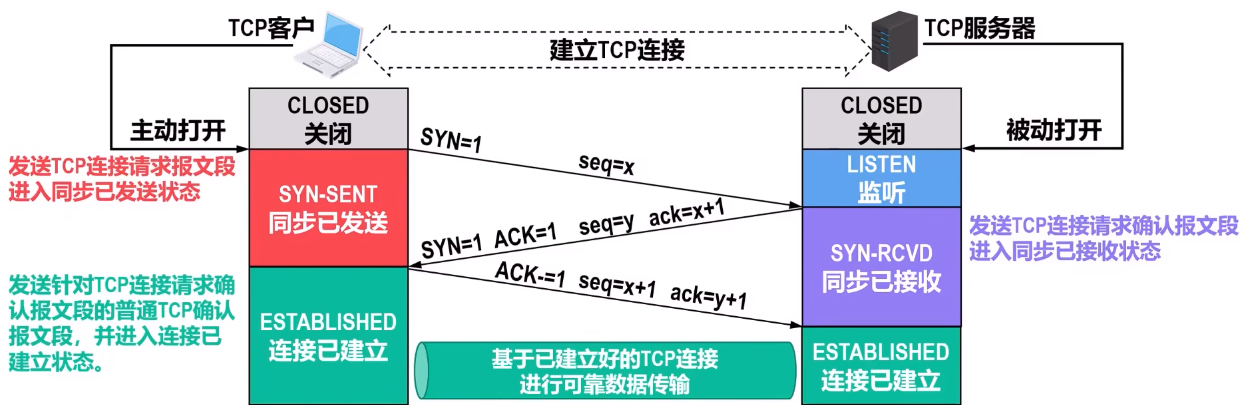 TCP客户
建立TCP连接
TCP服务器
主动打开
CLOSED
关闭
CLOSED
关闭
被动打开
SYN=1
seq=x
发送TCP连接请求报文段
进入同步已发送状态
SYN-SENT
同步已发送
LISTEN
监听
SYN=1 ACK=1 seq=y ack=x+1
发送TCP连接请求确认报文段
进入同步已接收状态
SYN-RCVD
同步已接收
ACK-=1 seq=x+1 ack=y+1
发送针对TCP连接请求确
认报文段的普通TCP确认
报文段，并进入连接已
建立状态。
ESTABLISHED
连接已建立
基于已建立好的TCP连接
进行可靠数据传输
ESTABLISHED
连接已建立